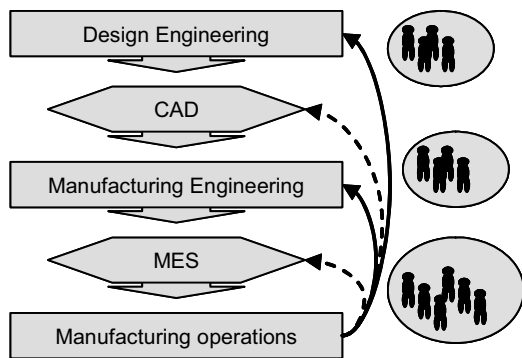 Design Engineering
CAD
Manufacturing Engineering
MES
Manufacturing operations